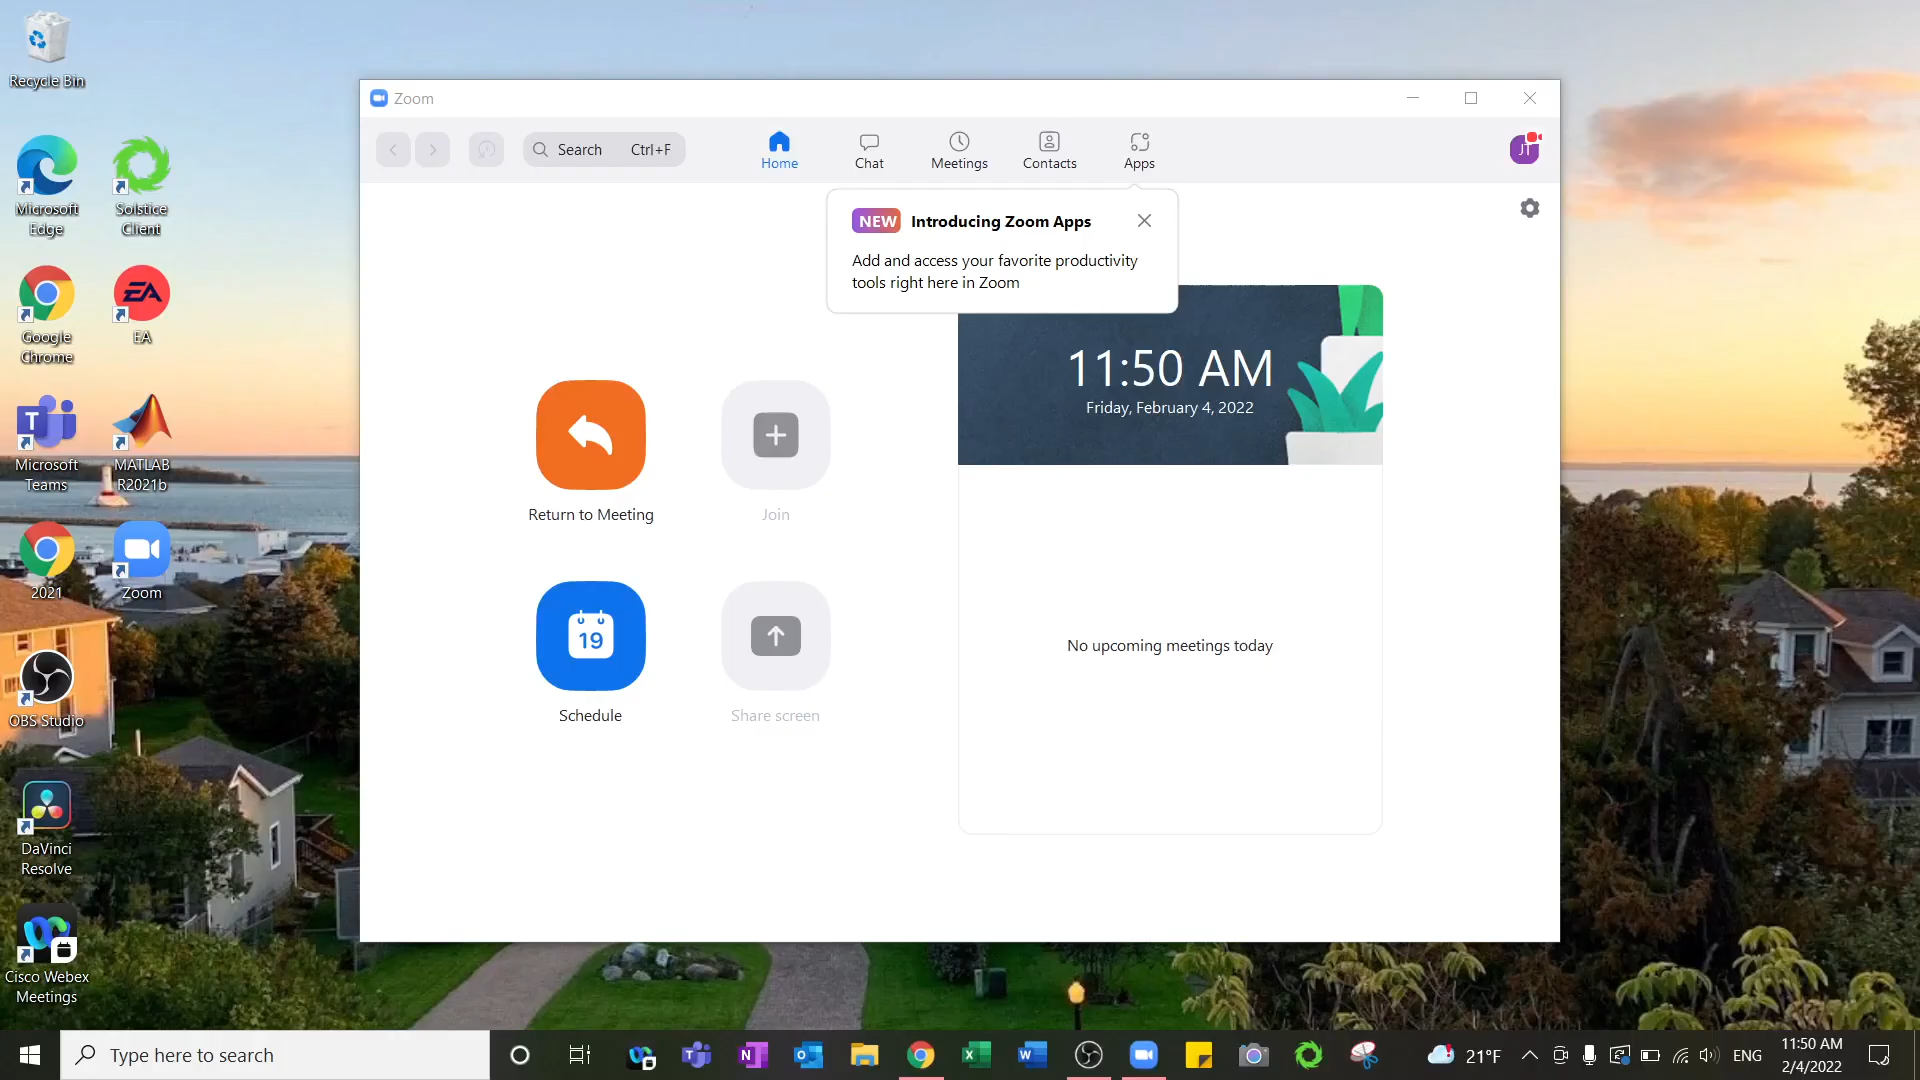 Recycle Bin
Microsoft
Edge
Solstice
Client
Google
Chrome
EA
EA
Microsoft
Teams
MATLAB
R2021b
2021
Zoom
OBS Studio
DaVinci
Resolve
Cisco Webex
Meetings
Zoom
Search
Ctrl+F
Home
Chat
Meetings
Contacts
Apps
JT
NEW Introducing Zoom Apps
Add and access your favorite productivity
tools right here in Zoom
11:50 AM
Friday, February 4, 2022
Return to Meeting
Join
19
Schedule
Share screen
No upcoming meetings today
Type here to search
21°F
ENG
11:50 AM
2/4/2022